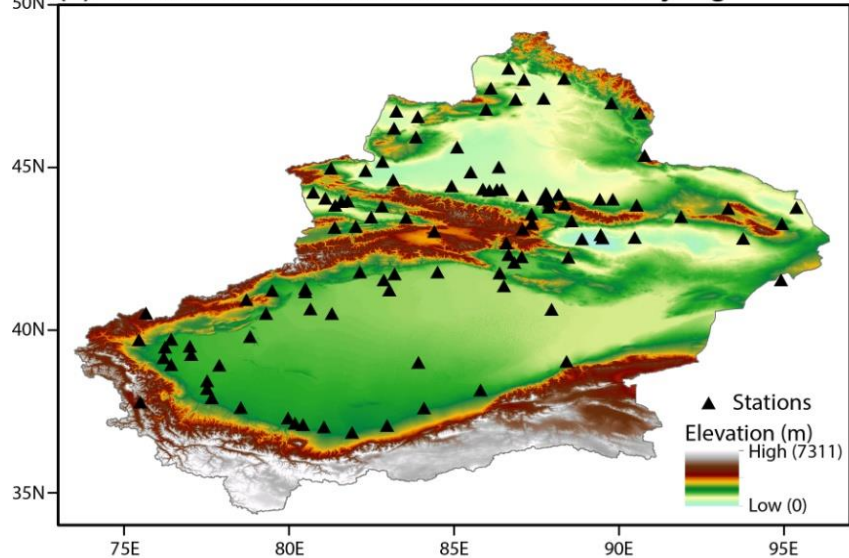 50N
45N
40N
35N
Stations
Elevation (m)
High (7311)
Low (0)
75E
80E
85E
90E
95E